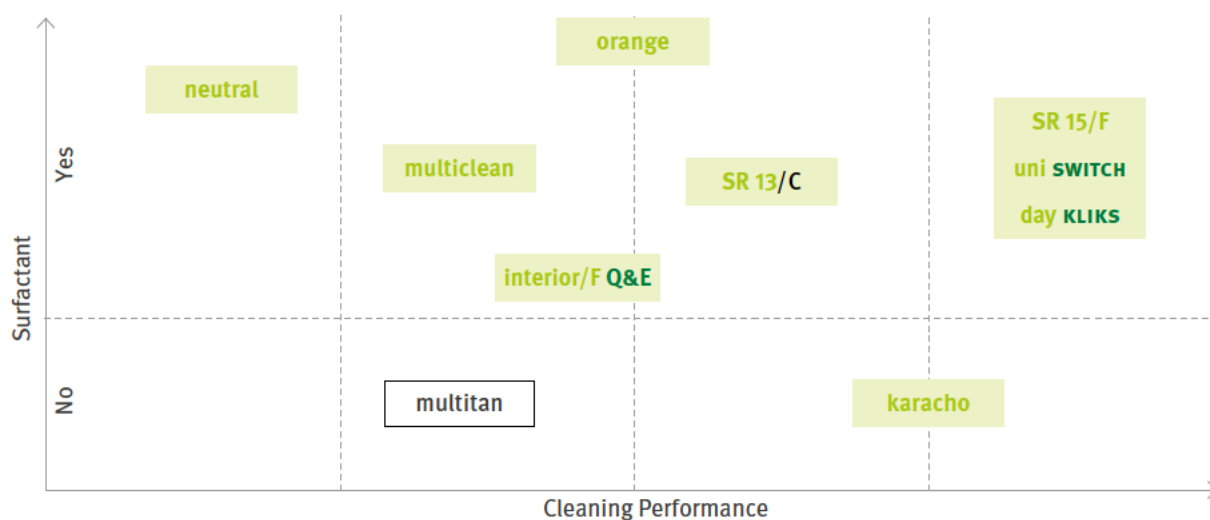 orange
neutral
SR 15/F
multiclean
uni SWITCH
SR 13/C
day KLIKS
interior/F Q&E
Yes
Surfactant
No
multitan
karacho
Cleaning Performance